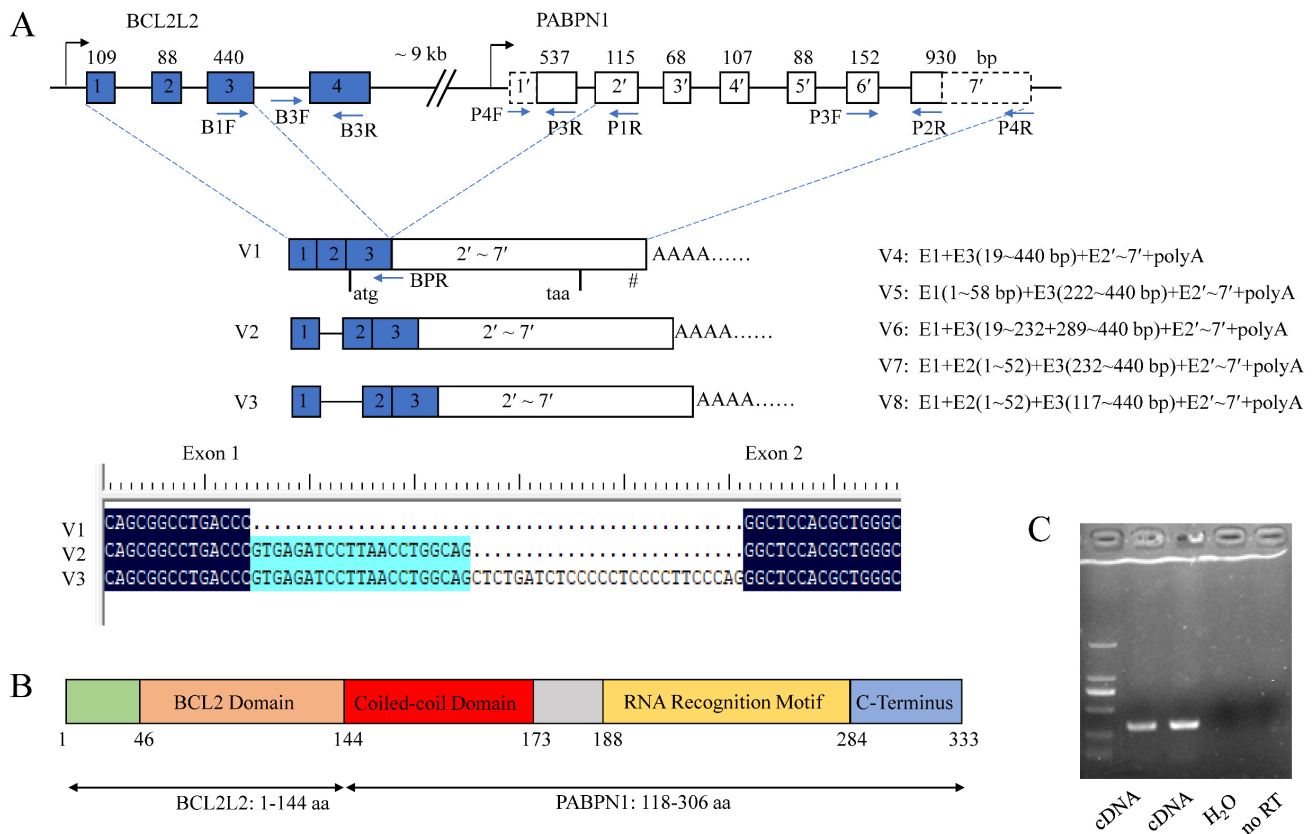 A
BCL2L2
PABPN1
109 88 440 ~ 9 kb 537 115 68 107 88 152 930 bp
1 2 3 4 1′ 2′ 3′ 4′ 5′ 6′ 7′
B1F B3F B3R P4F P3R P1R P3F P2R P4R
V1 1 2 3 2′ ~ 7′ AAAA......
BPR
atg taa #
V2 1 2 3 2′ ~ 7′ AAAA......
V3 1 2 3 2′ ~ 7′ AAAA......
V4: E1+E3(19~440 bp)+E2′~7′+polyA
V5: E1(1~58 bp)+E3(222~440 bp)+E2′~7′+polyA
V6: E1+E3(19~232+289~440 bp)+E2′~7′+polyA
V7: E1+E2(1~52)+E3(232~440 bp)+E2′~7′+polyA
V8: E1+E2(1~52)+E3(117~440 bp)+E2′~7′+polyA
Exon 1 Exon 2
V1 CAGCGGCCTGACCC...............................................GGCTCCACGCTGGGC
V2 CAGCGGCCTGACCCGTGAGATCCTTAACCTGGCAG..........................GGCTCCACGCTGGGC
V3 CAGCGGCCTGACCCGTGAGATCCTTAACCTGGCAGCTCTGATCTCCCCCTCCCCTTCCCAGGGCTCCACGCTGGGC
B
BCL2 Domain Coiled-coil Domain RNA Recognition Motif C-Terminus
1 46 144 173 188 284 333
BCL2L2: 1-144 aa PABPN1: 118-306 aa
C
cDNA cDNA H₂O no RT